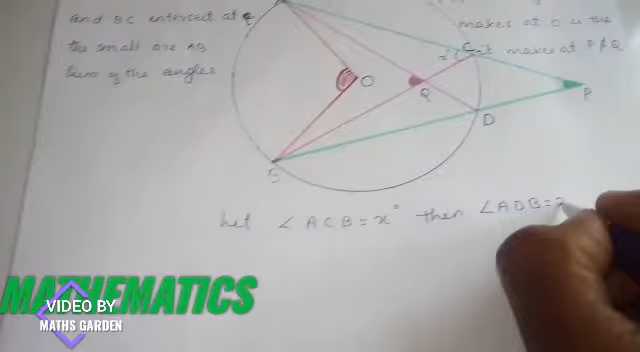 and BC intersect at Q
makes at O is the
the small arc AB
it makes at P & Q
Sum of the angles
C
O
Q
P
D
B
Let ∠ACB = x° then ∠ADB = x
MATHEMATICS
VIDEO BY
MATHS GARDEN